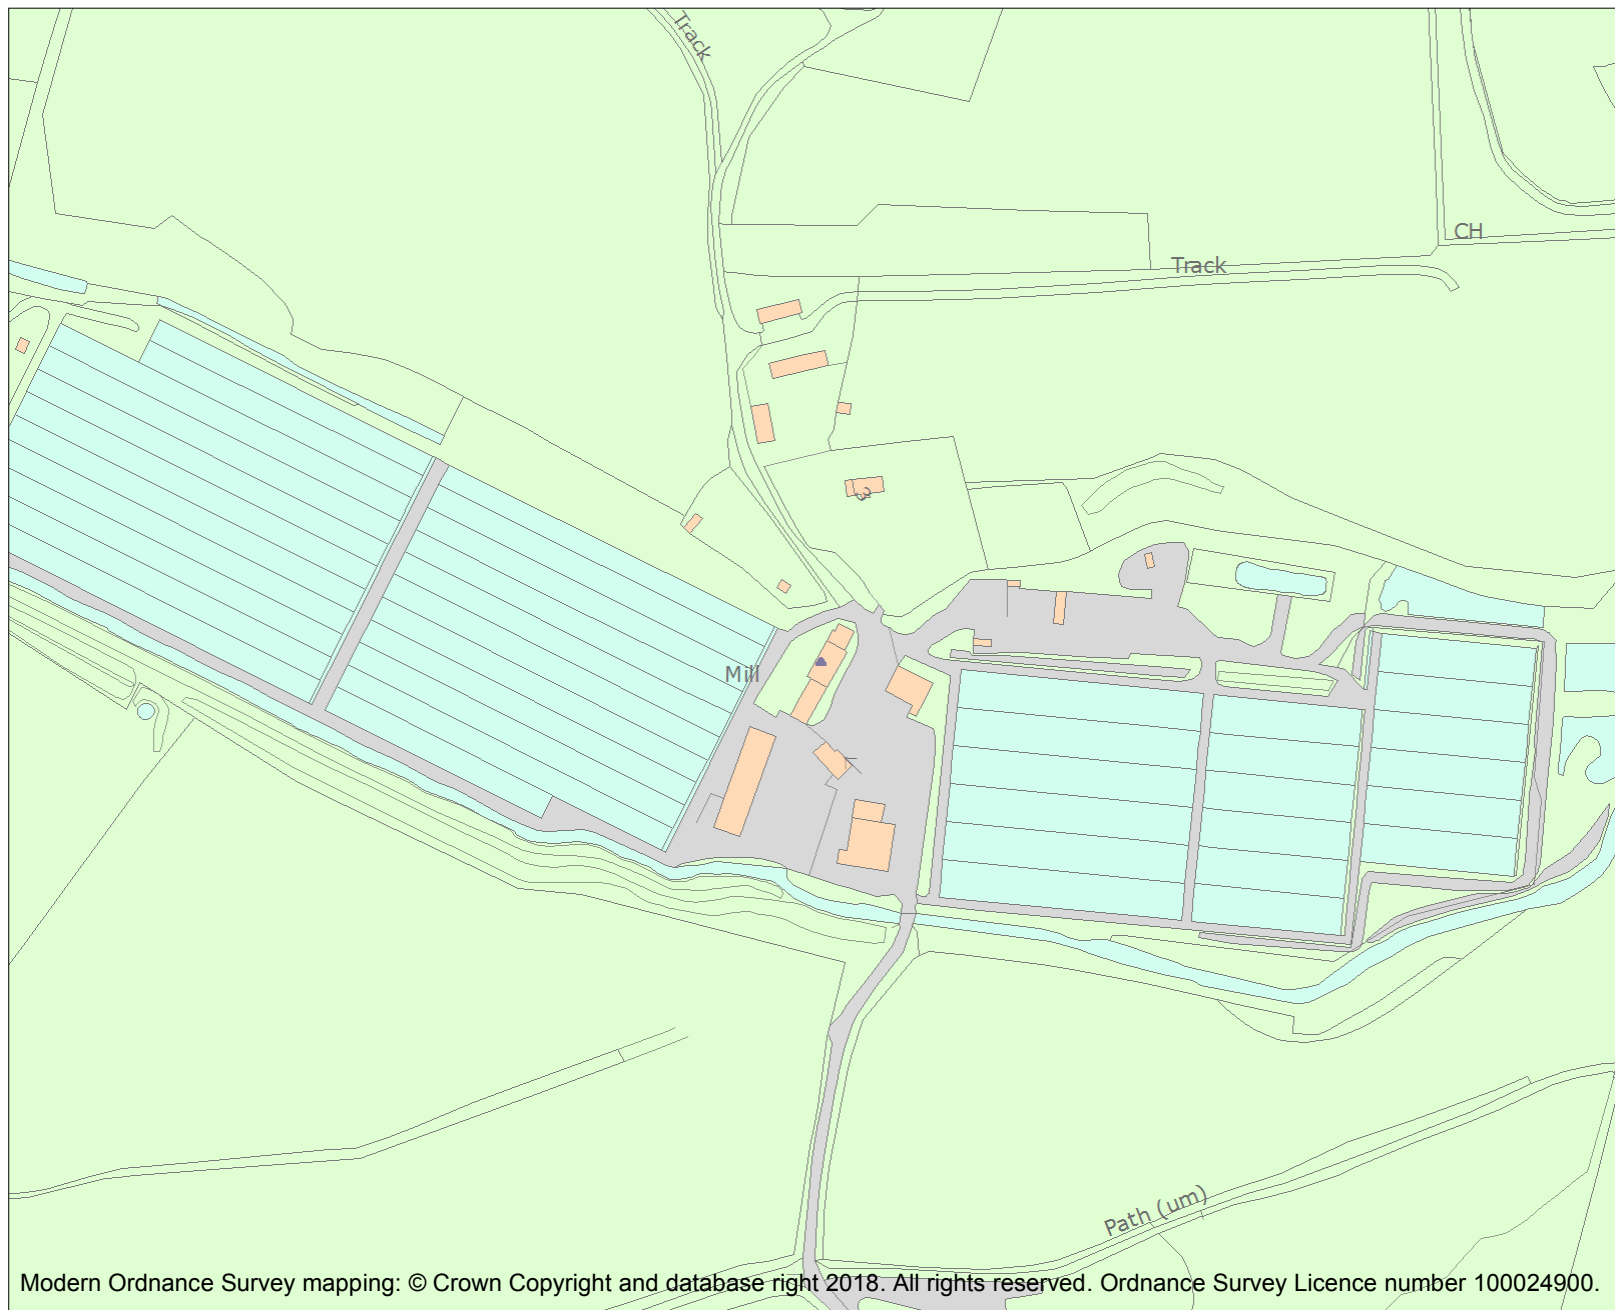 Track
CH
Track
3
Mill
Path (um)
Modern Ordnance Survey mapping: © Crown Copyright and database right 2018. All rights reserved. Ordnance Survey Licence number 100024900.